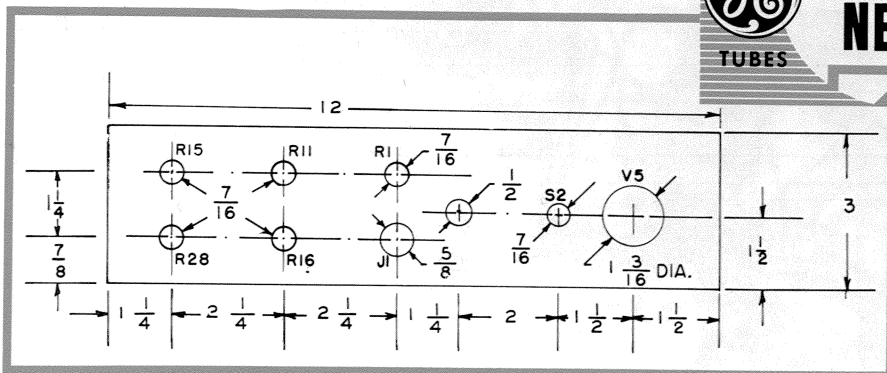 GE
TUBES
NE
12
R15
R11
R1
7/16
7/16
1/2
S2
V5
7/16
1 1/4
7/8
R28
R16
J1
5/8
1 3/16 DIA.
3
1 1/2
1 1/4
2 1/4
2 1/4
1 1/4
2
1 1/2
1 1/2